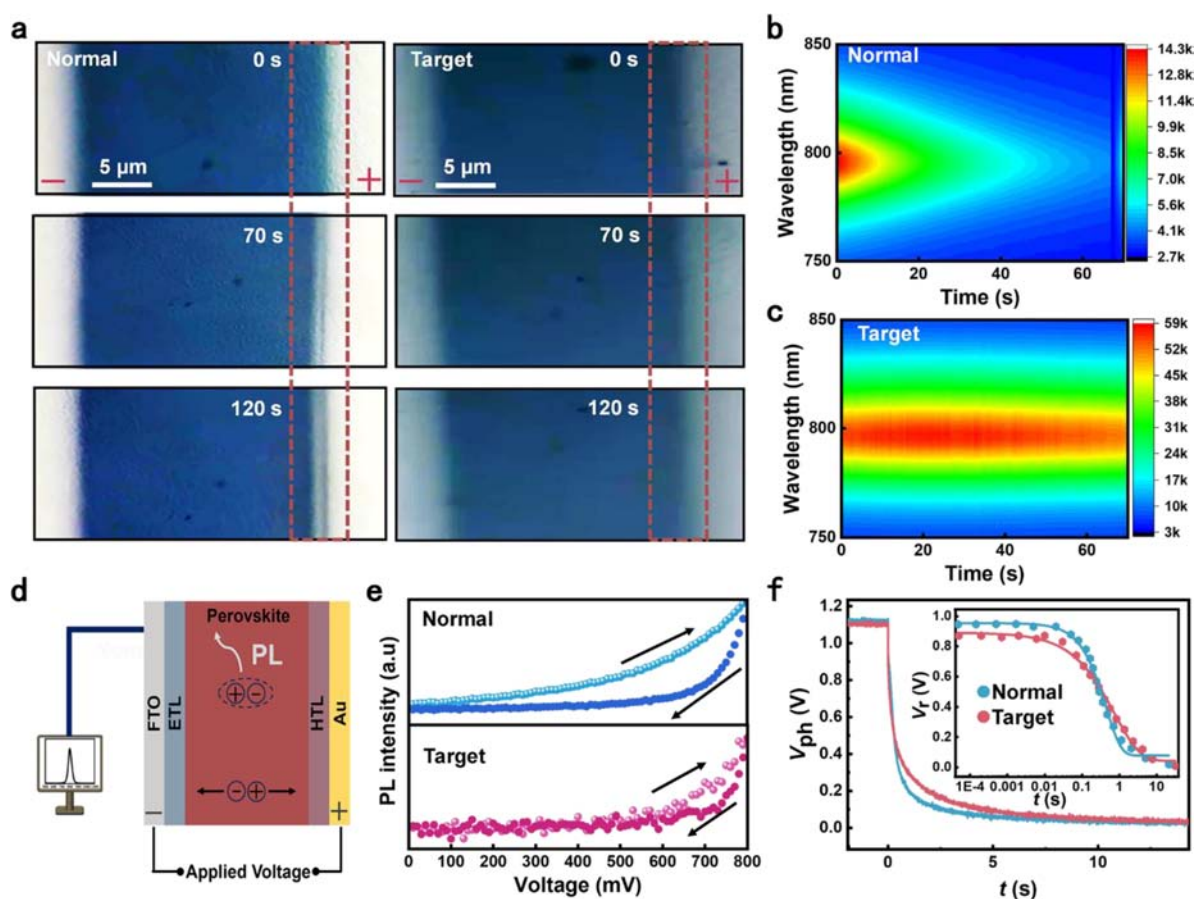 a
Normal
0 s
5 µm
−
+
70 s
120 s
Target
0 s
5 µm
−
+
70 s
120 s
b
Normal
850
800
750
Wavelength (nm)
0 20 40 60
Time (s)
14.3k
12.8k
10.4k
8.9k
7.5k
5.6k
4.1k
2.7k
c
Target
850
800
750
Wavelength (nm)
0 20 40 60
Time (s)
59k
52k
45k
38k
31k
24k
17k
10k
3k
d
FTO
ETL
Perovskite
PL
+ −
− +
HTL
Au
−
+
Applied Voltage
e
Normal
Target
PL intensity (a.u)
0 100 200 300 400 500 600 700 800
Voltage (mV)
f
1.2
1.0
0.8
0.6
0.4
0.2
0.0
Vph (V)
0 5 10
t (s)
1.0
0.8
0.6
0.4
0.2
0.0
Vr (V)
Normal
Target
1E-4 0.001 0.01 0.1 1 10
t (s)